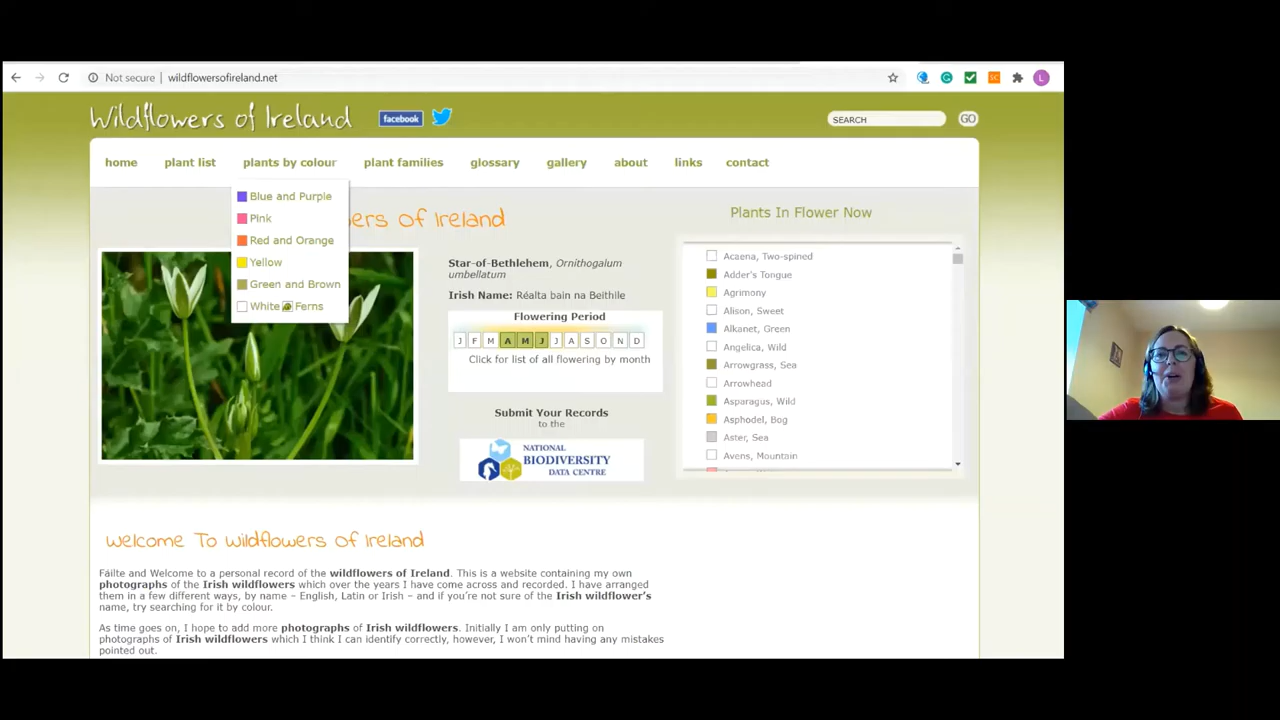 Not secure wildflowersofireland.net
SC
L
Wildflowers of Ireland
facebook
SEARCH
GO
home plant list plants by colour plant families glossary gallery about links contact
Blue and Purple
Pink
Red and Orange
Yellow
Green and Brown
White Ferns
ers of Ireland
Star-of-Bethlehem, Ornithogalum
umbellatum
Irish Name: Réalta bain na Beithile
Flowering Period
J F M A M J J A S O N D
Click for list of all flowering by month
Submit Your Records
to the
NATIONAL
BIODIVERSITY
DATA CENTRE
Plants In Flower Now
Acaena, Two-spined
Adder's Tongue
Agrimony
Alison, Sweet
Alkanet, Green
Angelica, Wild
Arrowgrass, Sea
Arrowhead
Asparagus, Wild
Asphodel, Bog
Aster, Sea
Avens, Mountain
Welcome To Wildflowers Of Ireland
Fáilte and Welcome to a personal record of the wildflowers of Ireland. This is a website containing my own
photographs of the Irish wildflowers which over the years I have come across and recorded. I have arranged
them in a few different ways, by name – English, Latin or Irish – and if you're not sure of the Irish wildflower's
name, try searching for it by colour.
As time goes on, I hope to add more photographs of Irish wildflowers. Initially I am only putting on
photographs of Irish wildflowers which I think I can identify correctly, however, I won't mind having any mistakes
pointed out.